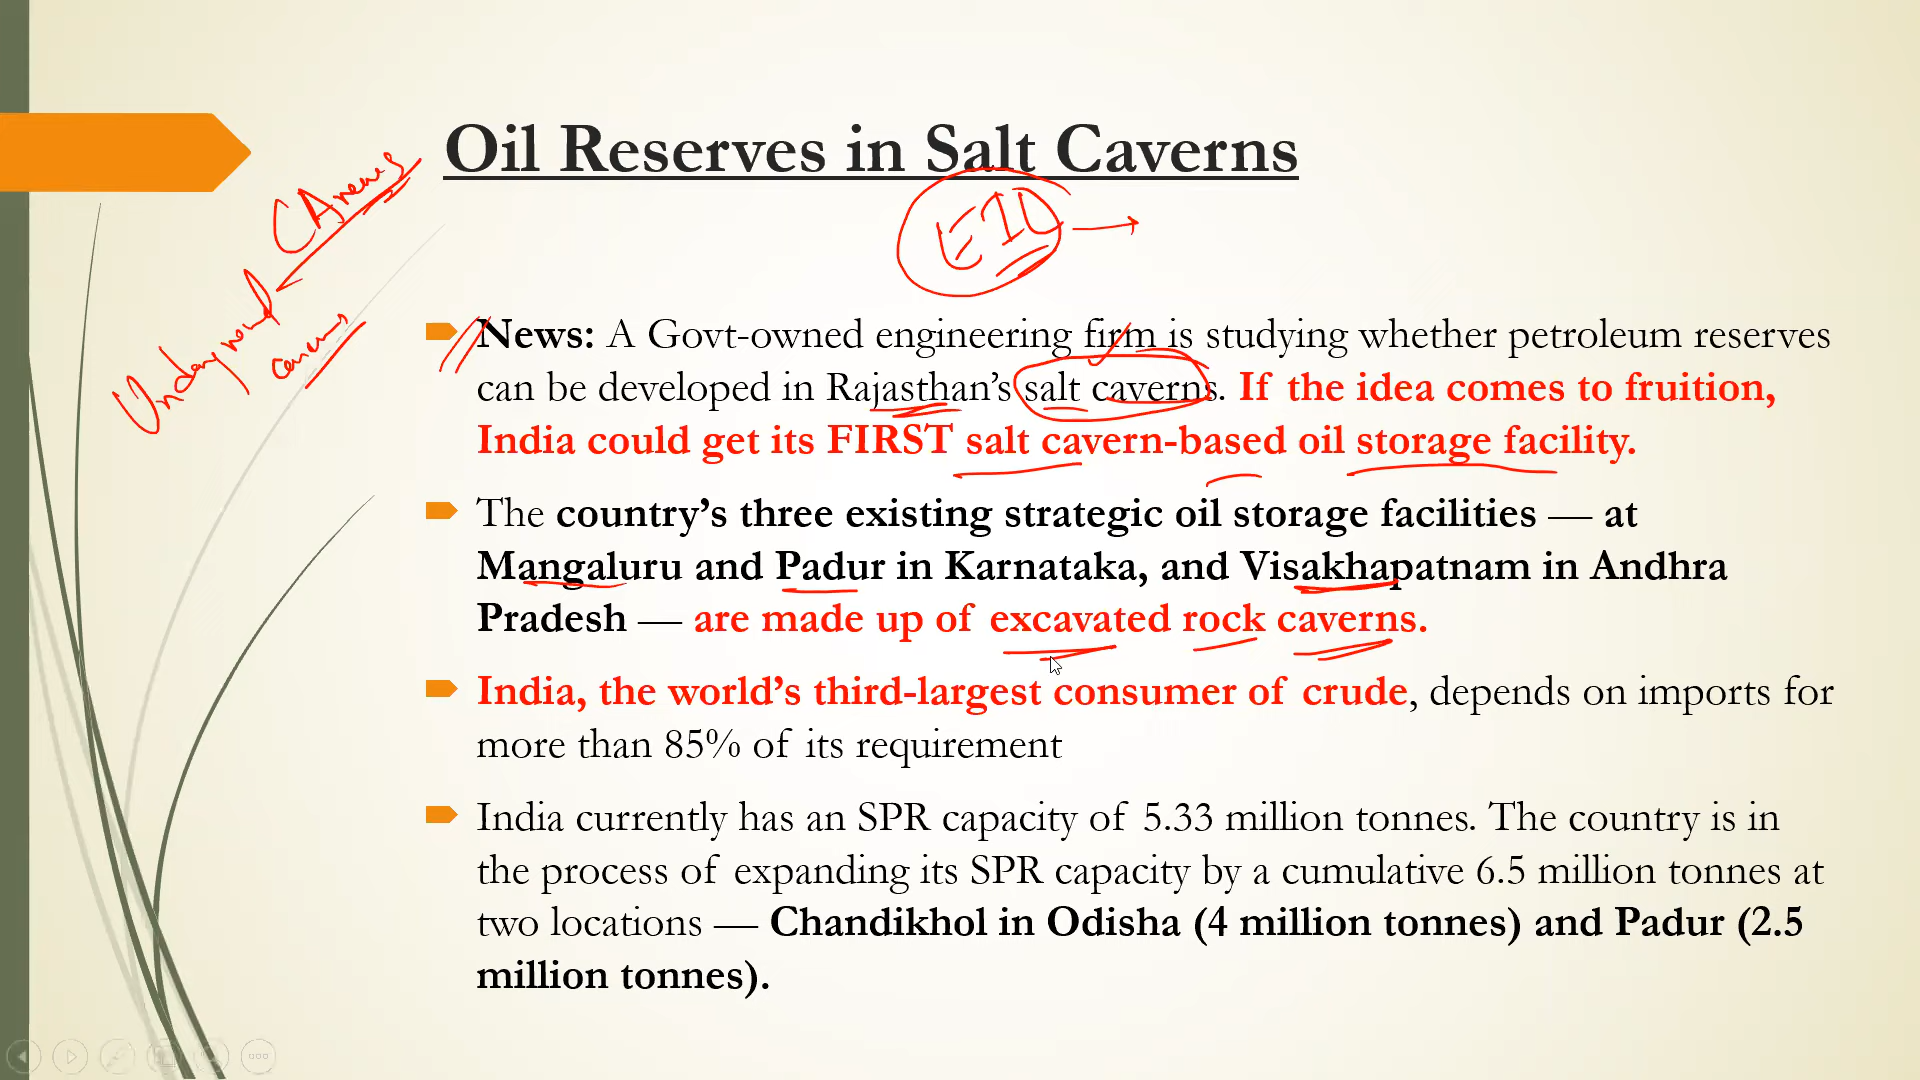 Oil Reserves in Salt Caverns
CAverns
EIL
Underground
caverns
News: A Govt-owned engineering firm is studying whether petroleum reserves
can be developed in Rajasthan’s salt caverns. If the idea comes to fruition,
India could get its FIRST salt cavern-based oil storage facility.
The country’s three existing strategic oil storage facilities — at
Mangaluru and Padur in Karnataka, and Visakhapatnam in Andhra
Pradesh — are made up of excavated rock caverns.
India, the world’s third-largest consumer of crude, depends on imports for
more than 85% of its requirement
India currently has an SPR capacity of 5.33 million tonnes. The country is in
the process of expanding its SPR capacity by a cumulative 6.5 million tonnes at
two locations — Chandikhol in Odisha (4 million tonnes) and Padur (2.5
million tonnes).